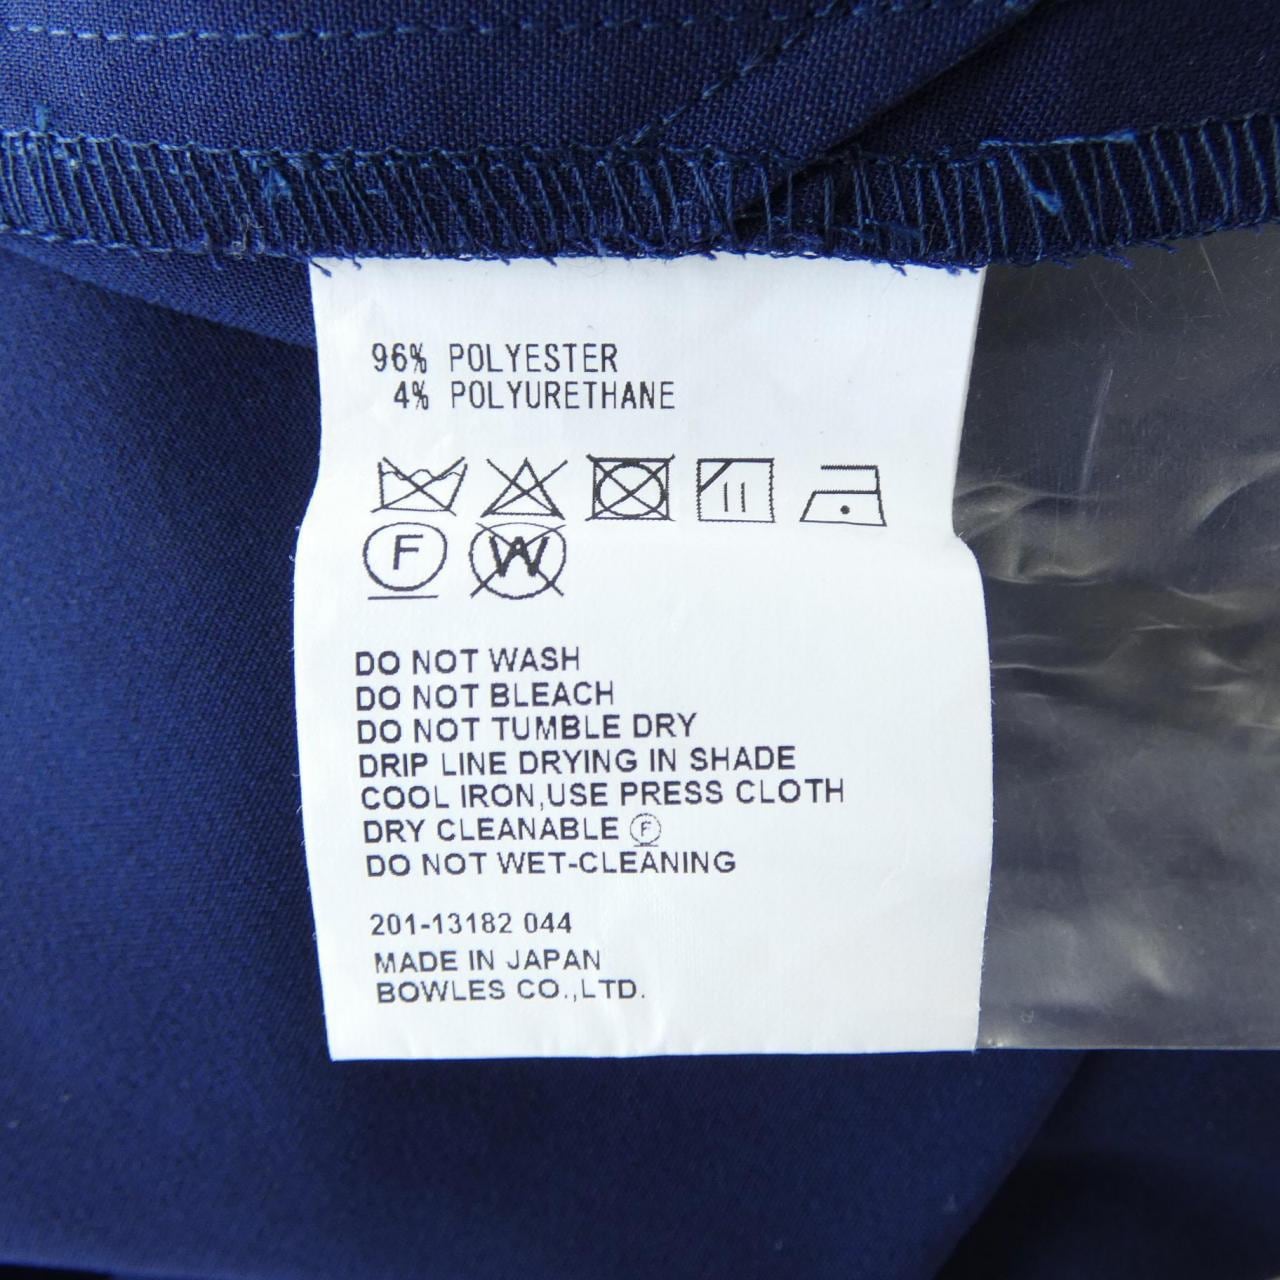 96% POLYESTER
4% POLYURETHANE
F W
DO NOT WASH
DO NOT BLEACH
DO NOT TUMBLE DRY
DRIP LINE DRYING IN SHADE
COOL IRON,USE PRESS CLOTH
DRY CLEANABLE Ⓕ
DO NOT WET-CLEANING
201-13182 044
MADE IN JAPAN
BOWLES CO.,LTD.